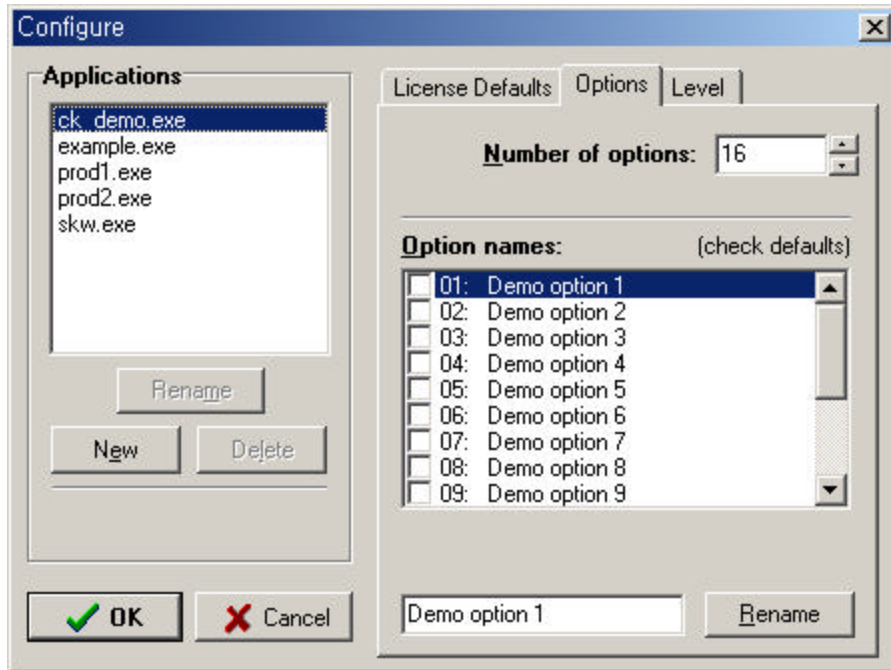 Configure
Applications
ck_demo.exe
example.exe
prod1.exe
prod2.exe
skw.exe
Rename
New
Delete
OK
Cancel
License Defaults
Options
Level
Number of options:
16
Option names:
(check defaults)
01: Demo option 1
02: Demo option 2
03: Demo option 3
04: Demo option 4
05: Demo option 5
06: Demo option 6
07: Demo option 7
08: Demo option 8
09: Demo option 9
Demo option 1
Rename